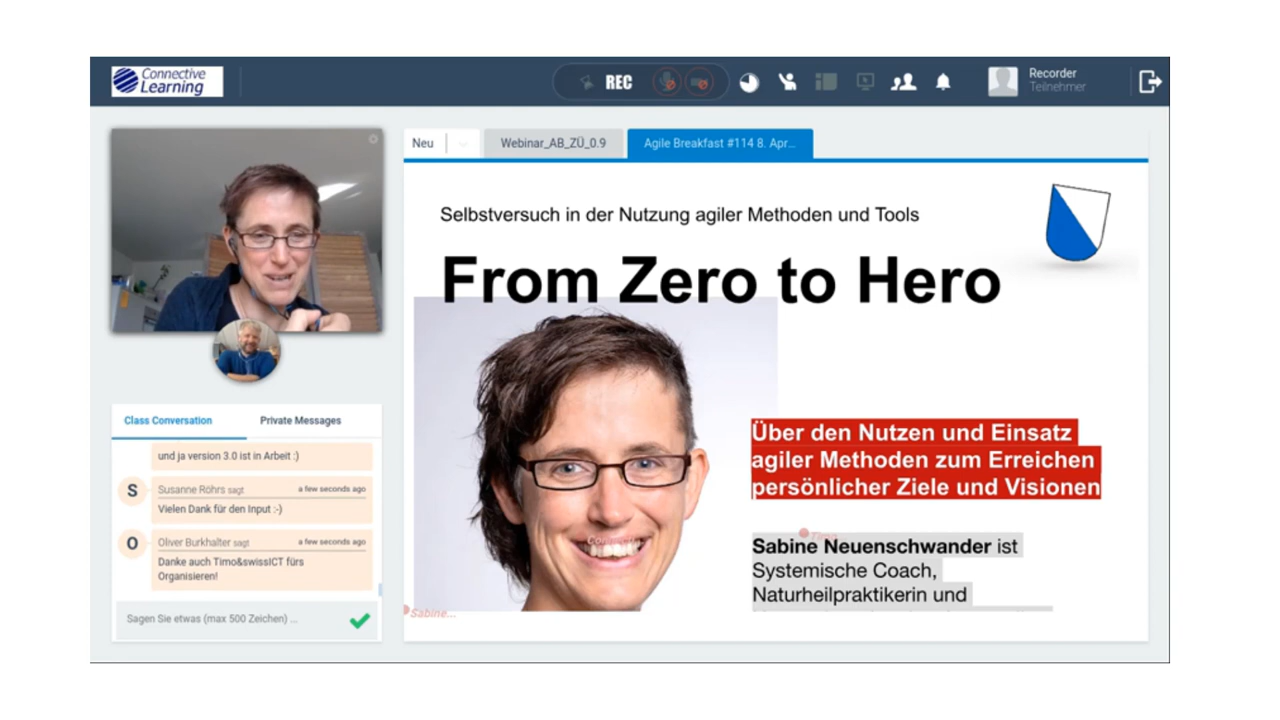 Connective
Learning
REC
Recorder
Teilnehmer
Neu
Webinar_AB_ZÜ_0.9
Agile Breakfast #114 8. Apr...
Selbstversuch in der Nutzung agiler Methoden und Tools
From Zero to Hero
Über den Nutzen und Einsatz
agiler Methoden zum Erreichen
persönlicher Ziele und Visionen
Timo
Sabine Neuenschwander ist
Systemische Coach,
Naturheilpraktikerin und
Sabine...
Class Conversation
Private Messages
und ja version 3.0 ist in Arbeit :)
S
Susanne Röhrs sagt
a few seconds ago
Vielen Dank für den Input :-)
O
Oliver Burkhalter sagt
a few seconds ago
Danke auch Timo&swissICT fürs
Organisieren!
Sagen Sie etwas (max 500 Zeichen) ...